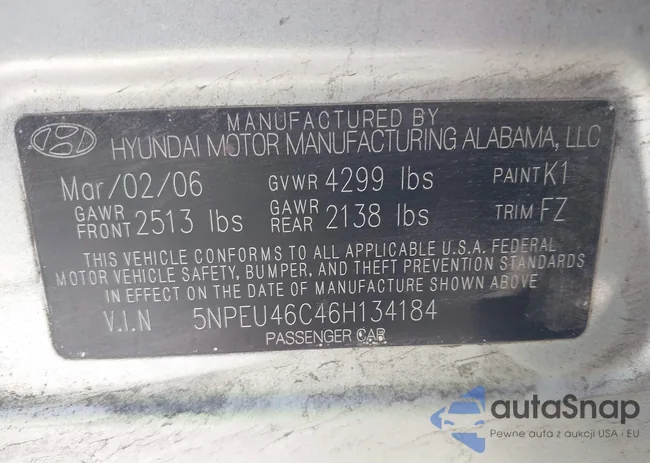 MANUFACTURED BY
HYUNDAI MOTOR MANUFACTURING ALABAMA, LLC
Mar/02/06 GVWR 4299 lbs PAINT K1
GAWR FRONT 2513 lbs GAWR REAR 2138 lbs TRIM FZ
THIS VEHICLE CONFORMS TO ALL APPLICABLE U.S.A. FEDERAL
MOTOR VEHICLE SAFETY, BUMPER, AND THEFT PREVENTION STANDARDS
IN EFFECT ON THE DATE OF MANUFACTURE SHOWN ABOVE.
V.I.N 5NPEU46C46H134184
PASSENGER CAR
autaSnap
Pewne auta z aukcji USA i EU